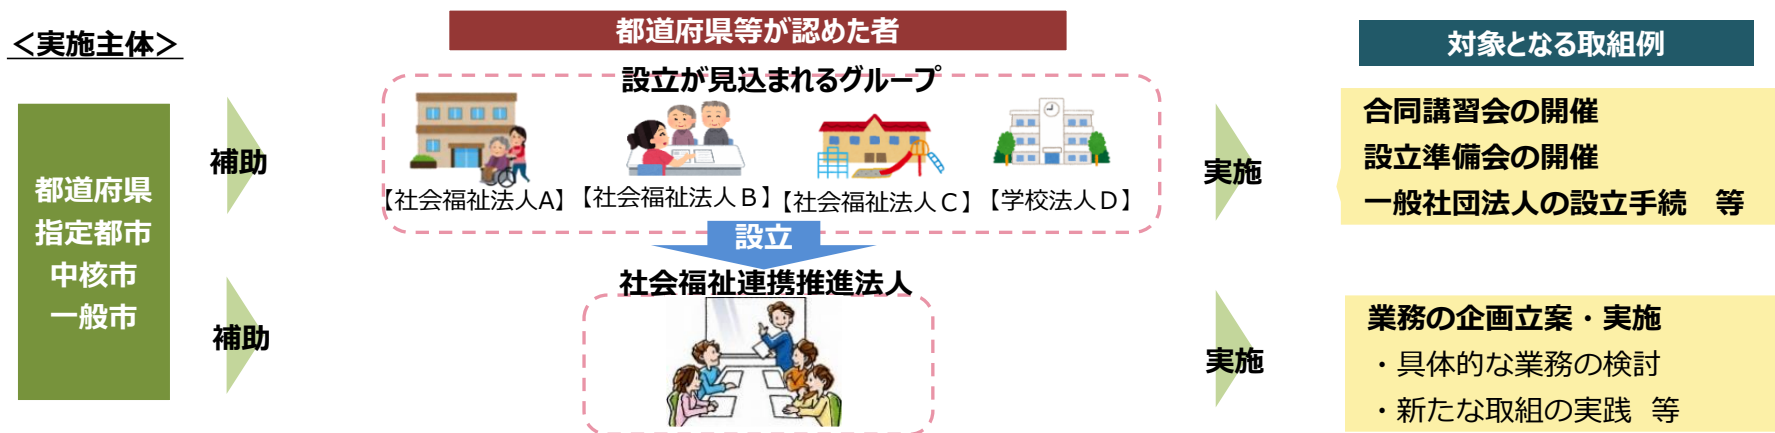 ＜実施主体＞
都道府県
指定都市
中核市
一般市
補助
補助
都道府県等が認めた者
設立が見込まれるグループ
【社会福祉法人A】
【社会福祉法人Ｂ】
【社会福祉法人Ｃ】
【学校法人Ｄ】
設立
社会福祉連携推進法人
実施
実施
対象となる取組例
合同講習会の開催
設立準備会の開催
一般社団法人の設立手続　等
業務の企画立案・実施
・具体的な業務の検討
・新たな取組の実践　等